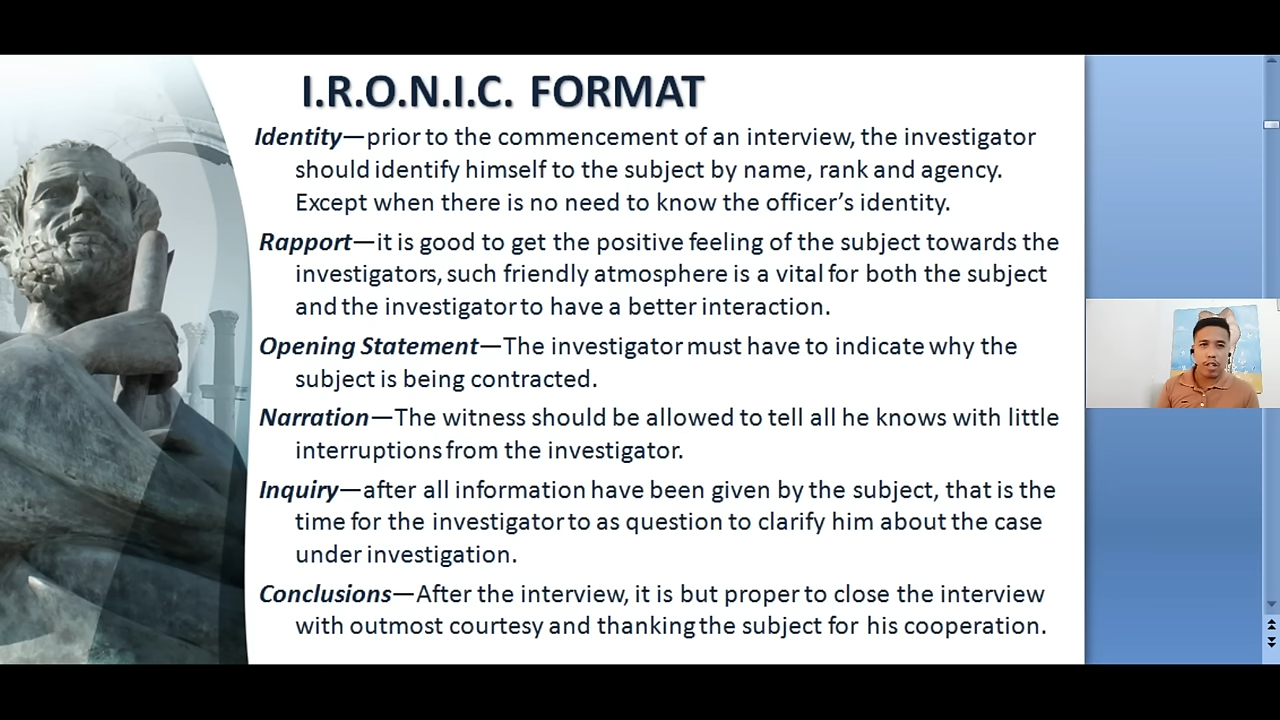 I.R.O.N.I.C. FORMAT
Identity—prior to the commencement of an interview, the investigator
should identify himself to the subject by name, rank and agency.
Except when there is no need to know the officer’s identity.
Rapport—it is good to get the positive feeling of the subject towards the
investigators, such friendly atmosphere is a vital for both the subject
and the investigator to have a better interaction.
Opening Statement—The investigator must have to indicate why the
subject is being contracted.
Narration—The witness should be allowed to tell all he knows with little
interruptions from the investigator.
Inquiry—after all information have been given by the subject, that is the
time for the investigator to as question to clarify him about the case
under investigation.
Conclusions—After the interview, it is but proper to close the interview
with outmost courtesy and thanking the subject for his cooperation.